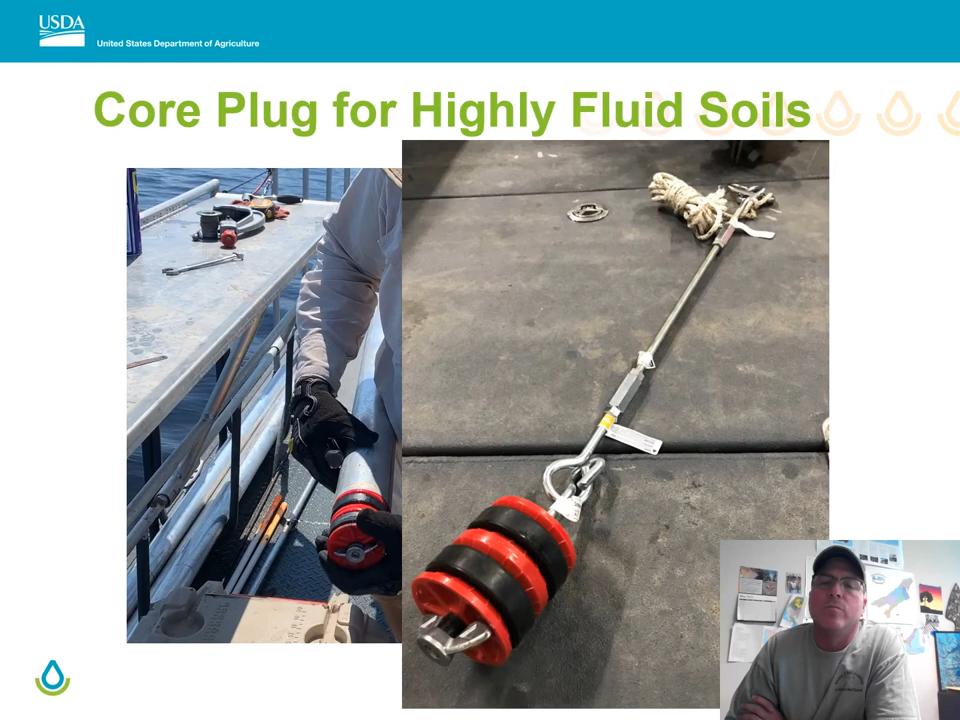 USDA
United States Department of Agriculture
Core Plug for Highly Fluid Soils